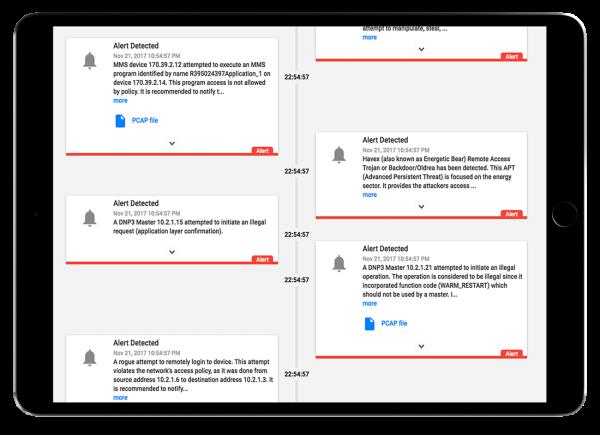 attempt to manipulate, steal, ...
more
Alert
Alert Detected
Nov 21, 2017 10:54:57 PM
MMS device 170.39.2.12 attempted to execute an MMS
program identified by name R395024397Application_1 on
device 170.39.2.14. This program access is not allowed
by policy. It is recommended to notify t...
more
PCAP file
Alert
22:54:57
Alert Detected
Nov 21, 2017 10:54:57 PM
Havex (also known as Energetic Bear) Remote Access
Trojan or Backdoor/Oldrea has been detected. This APT
(Advanced Persistent Threat) is focused on the energy
sector. It provides the attackers access ...
more
Alert
22:54:57
Alert Detected
Nov 21, 2017 10:54:57 PM
A DNP3 Master 10.2.1.15 attempted to initiate an illegal
request (application layer confirmation).
Alert
22:54:57
Alert Detected
Nov 21, 2017 10:54:57 PM
A DNP3 Master 10.2.1.21 attempted to initiate an illegal
operation. The operation is considered to be illegal since it
incorporated function code (WARM_RESTART) which
should not be used by a master. I...
more
PCAP file
Alert
22:54:57
Alert Detected
Nov 21, 2017 10:54:57 PM
A rogue attempt to remotely login to device. This attempt
violates the network's access policy, as it was done from
source address 10.2.1.6 to destination address 10.2.1.3. It
is recommended to notify...
more
22:54:57